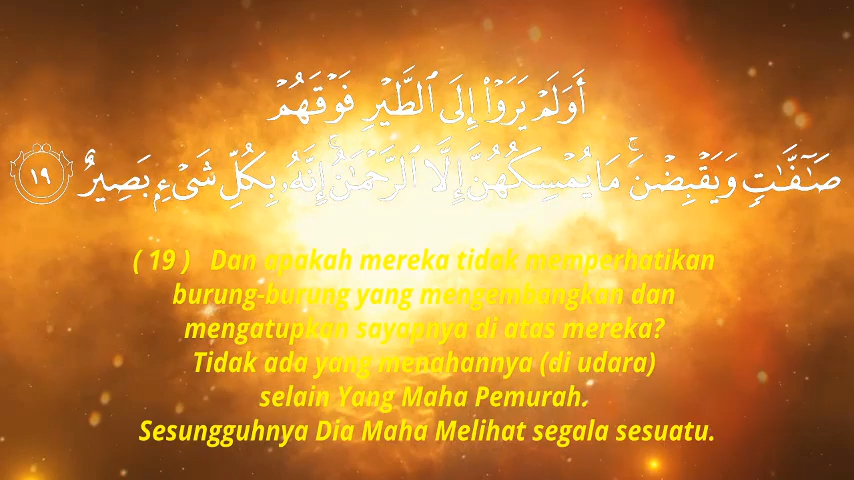 أَوَلَمْ يَرَوْا۟ إِلَى ٱلطَّيْرِ فَوْقَهُمْ
صَـٰٓفَّـٰتٍ وَيَقْبِضْنَ ۚ مَا يُمْسِكُهُنَّ إِلَّا ٱلرَّحْمَـٰنُ ۚ إِنَّهُۥ بِكُلِّ شَىْءٍۭ بَصِيرٌ ١٩
( 19 ) Dan apakah mereka tidak memperhatikan
burung-burung yang mengembangkan dan
mengatupkan sayapnya di atas mereka?
Tidak ada yang menahannya (di udara)
selain Yang Maha Pemurah.
Sesungguhnya Dia Maha Melihat segala sesuatu.